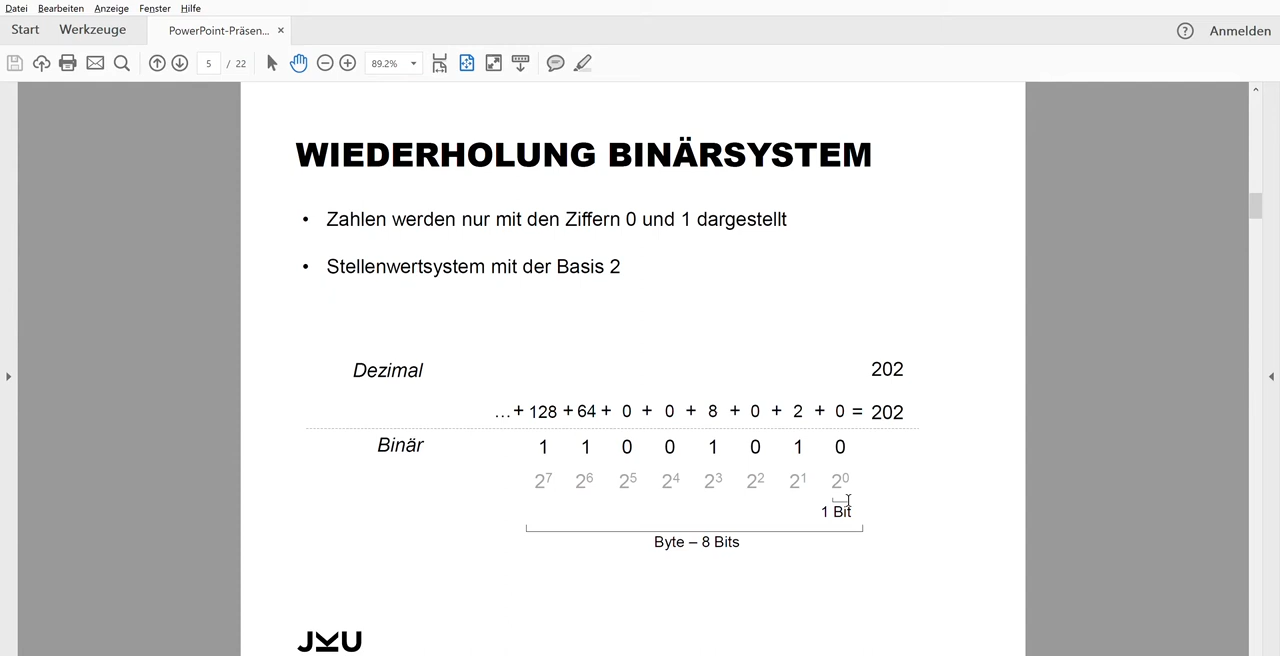 Datei Bearbeiten Anzeige Fenster Hilfe
Start Werkzeuge PowerPoint-Präsen... × ? Anmelden
5 / 22 89.2%
WIEDERHOLUNG BINÄRSYSTEM
• Zahlen werden nur mit den Ziffern 0 und 1 dargestellt
• Stellenwertsystem mit der Basis 2
Dezimal 202
…+ 128 + 64 + 0 + 0 + 8 + 0 + 2 + 0 = 202
Binär 1 1 0 0 1 0 1 0
2⁷ 2⁶ 2⁵ 2⁴ 2³ 2² 2¹ 2⁰
1 Bit
Byte – 8 Bits
JKU